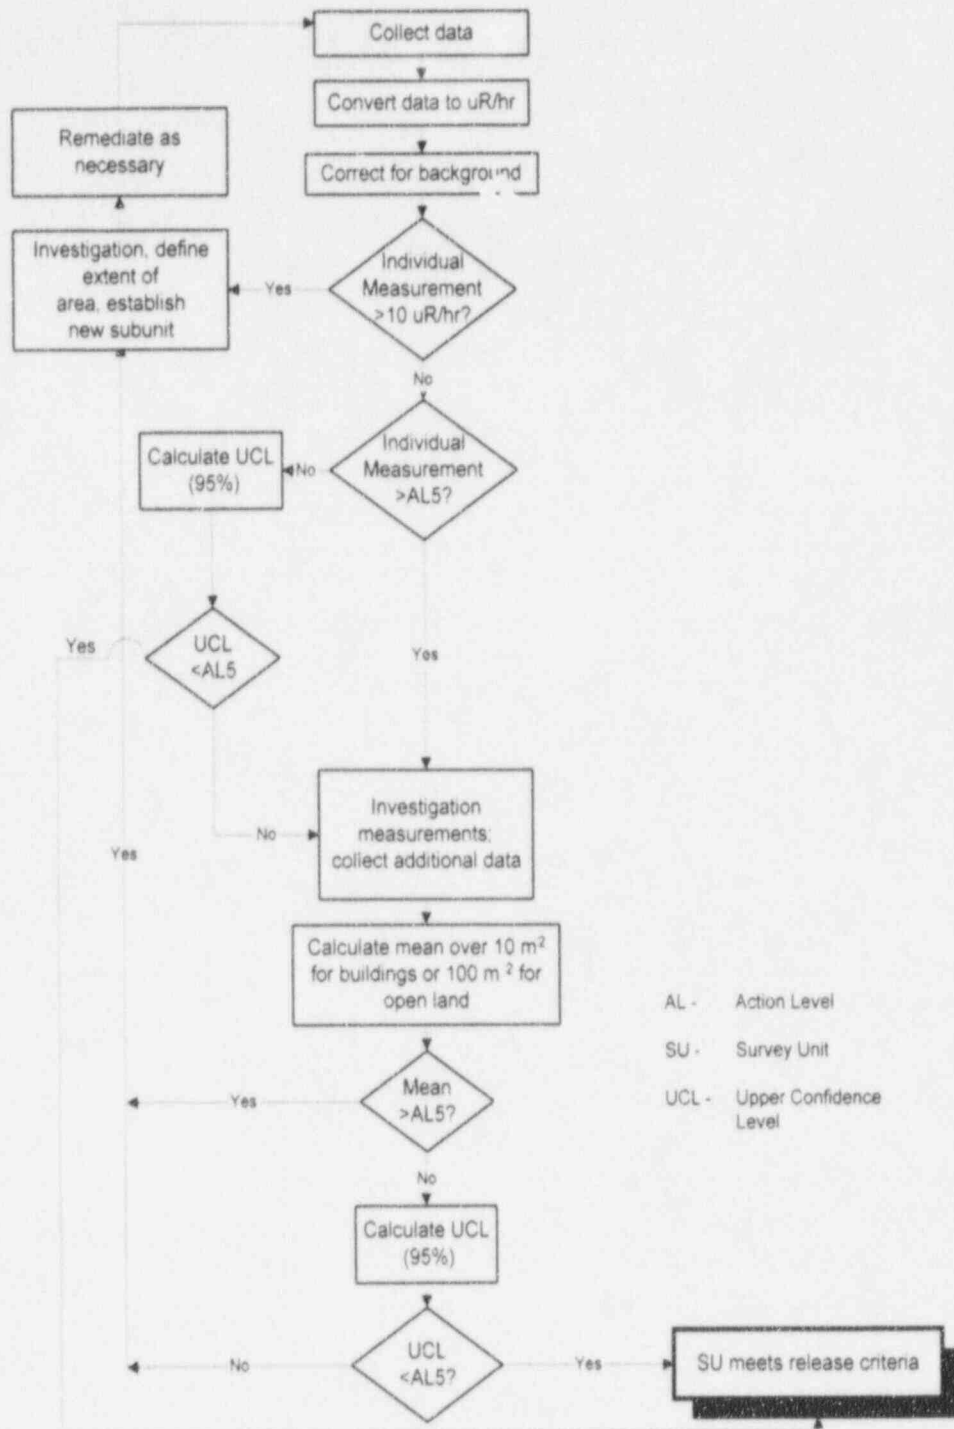 Collect data
Convert data to uR/hr
Remediate as
necessary
Correct for background
Investigation, define
extent of
area, establish
new subunit
Yes
Individual
Measurement
>10 uR/hr?
No
Calculate UCL
(95%)
No
Individual
Measurement
>AL5?
Yes
UCL
<AL5
Yes
Investigation
measurements;
collect additional data
No
Yes
Calculate mean over 10 m²
for buildings or 100 m ² for
open land
AL - Action Level
SU - Survey Unit
UCL - Upper Confidence
Level
Mean
>AL5?
Yes
No
Calculate UCL
(95%)
UCL
<AL5?
No
Yes
SU meets release criteria